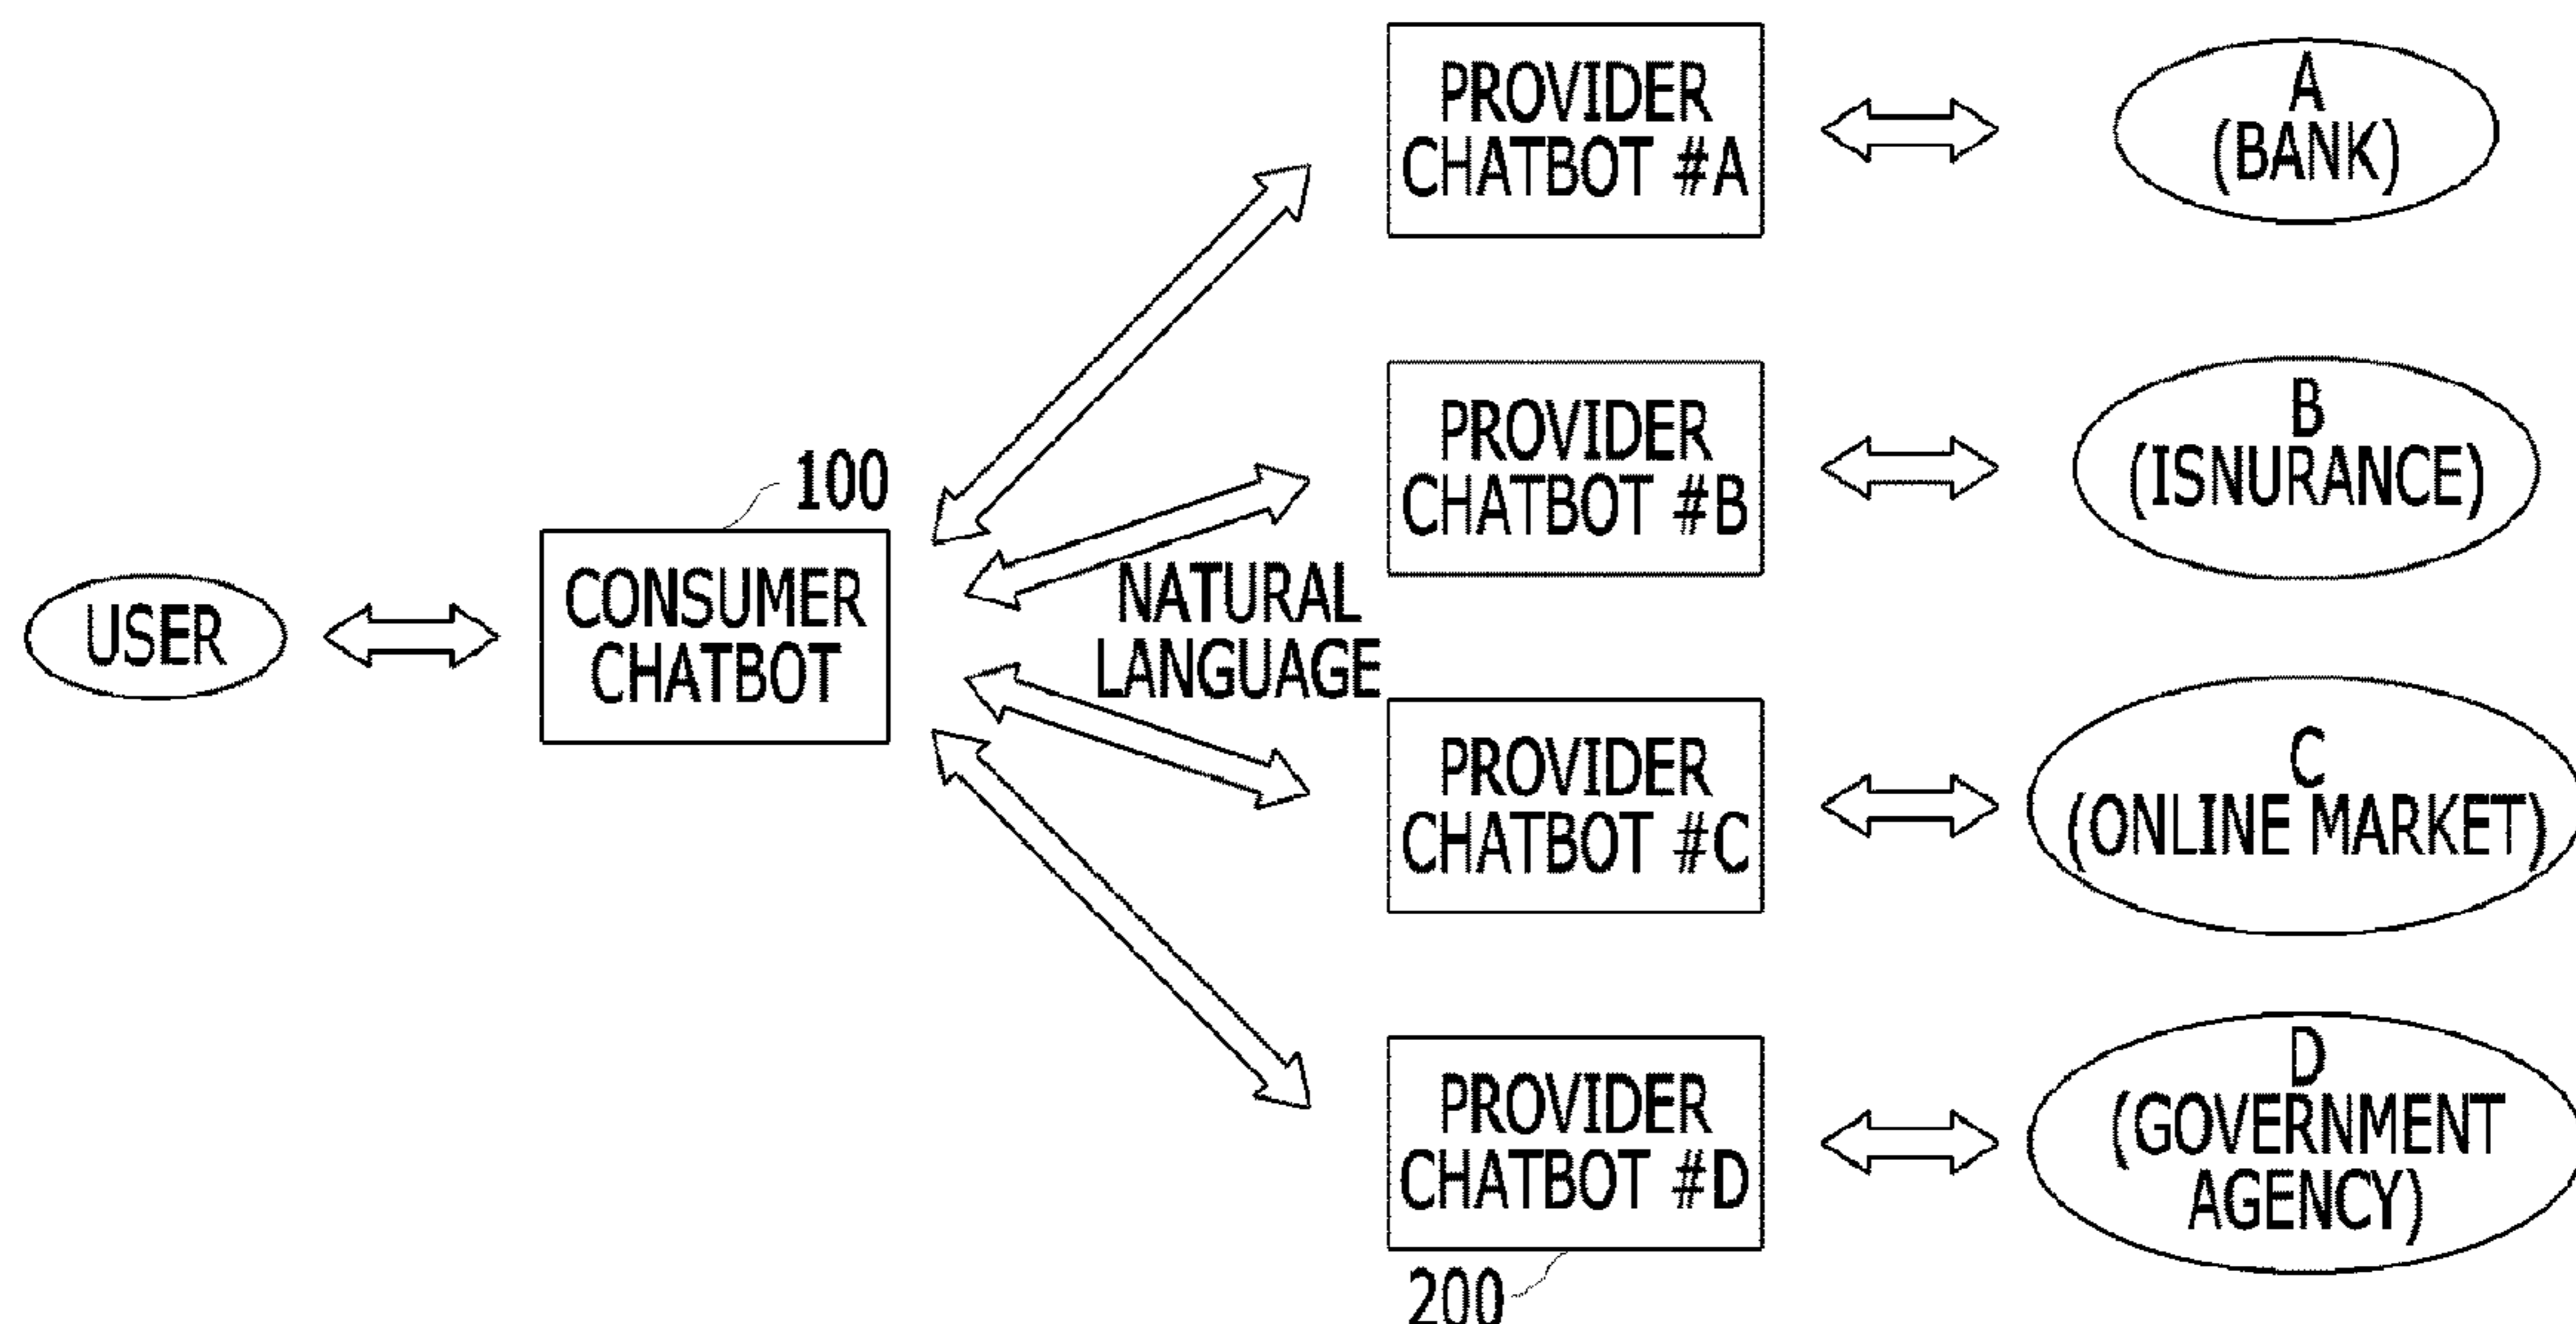 USER
100
CONSUMER
CHATBOT
NATURAL
LANGUAGE
PROVIDER
CHATBOT #A
A
(BANK)
PROVIDER
CHATBOT #B
B
(ISNURANCE)
PROVIDER
CHATBOT #C
C
(ONLINE MARKET)
PROVIDER
CHATBOT #D
200
D
(GOVERNMENT
AGENCY)